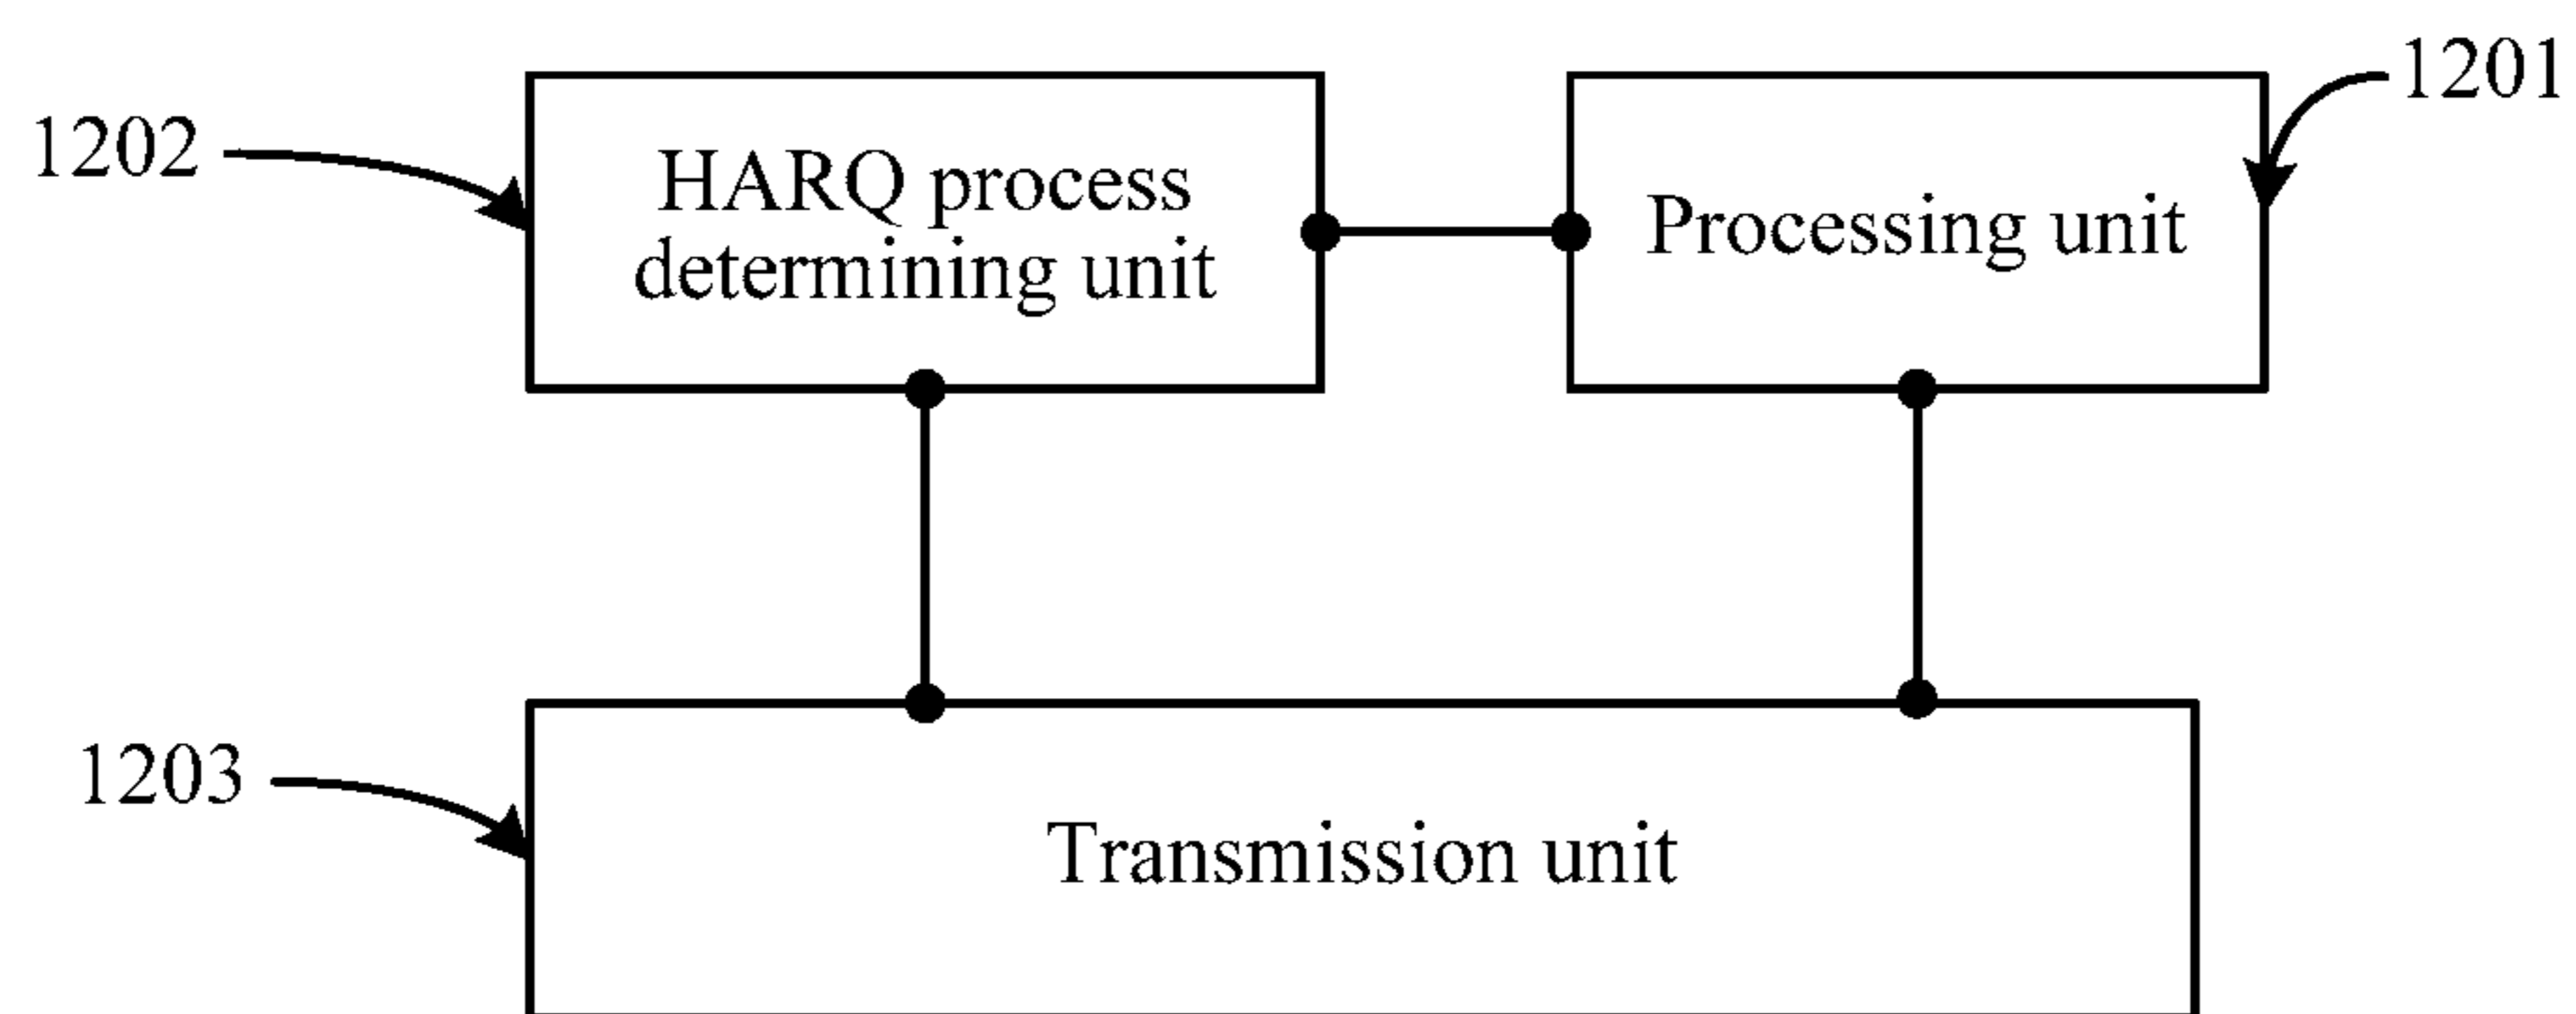 1201
1202
HARQ process
determining unit
Processing unit
1203
Transmission unit